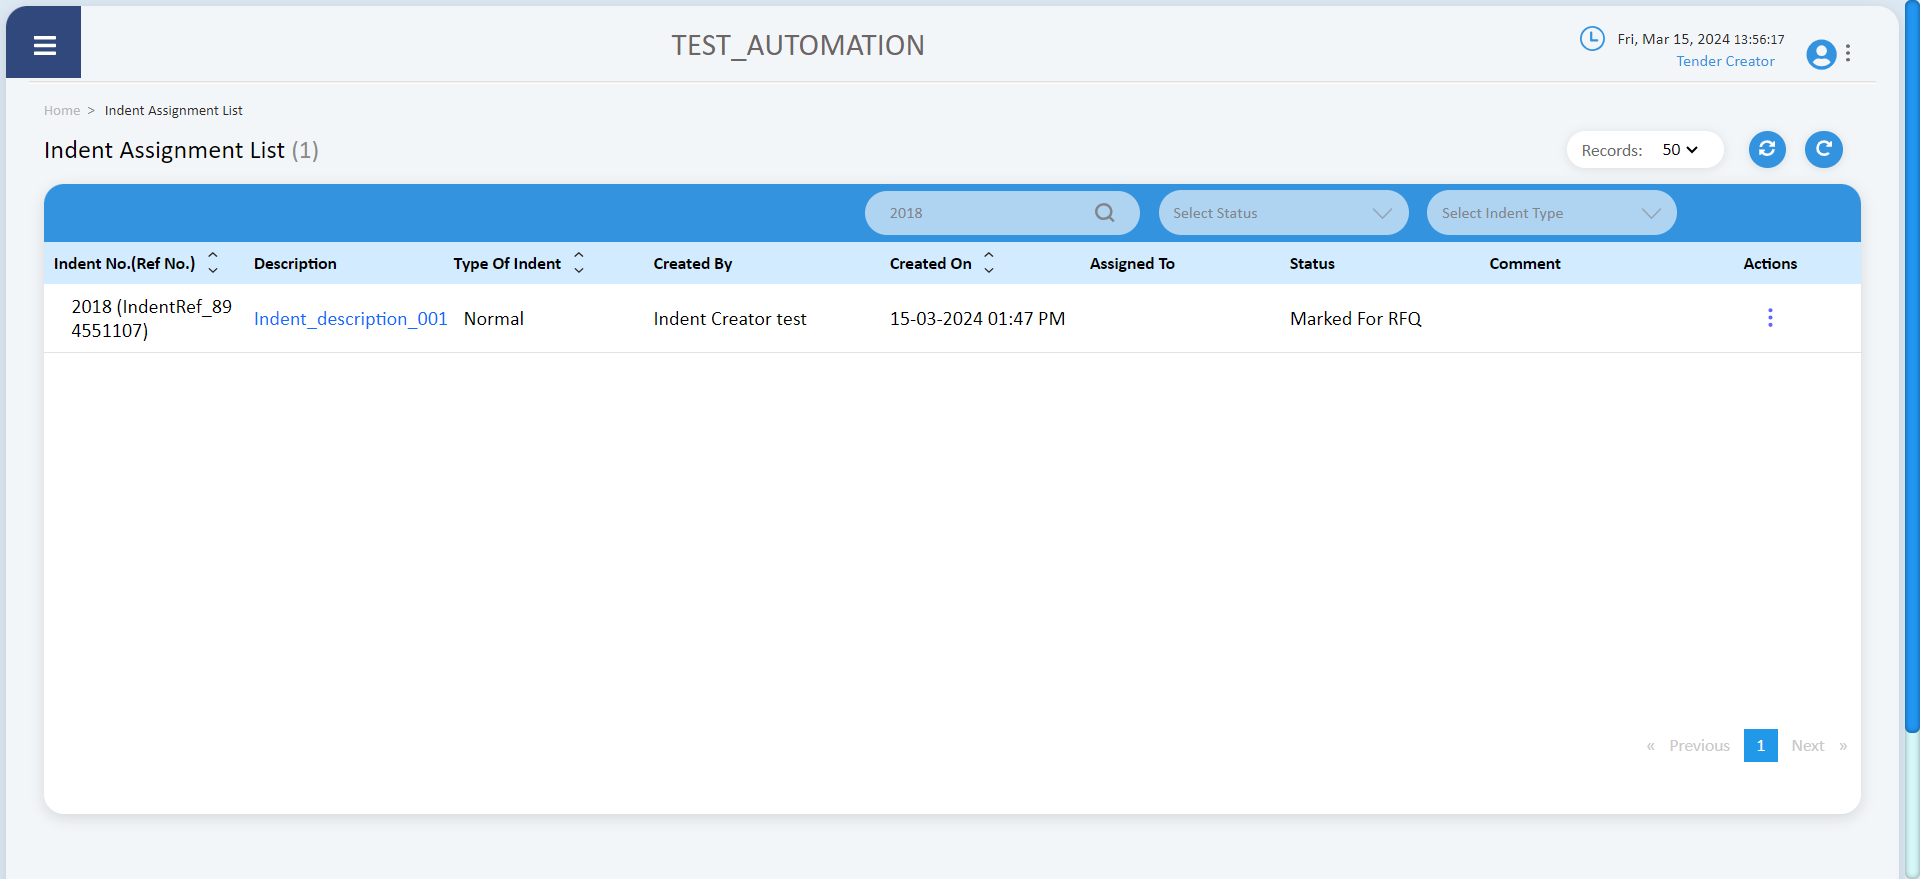 TEST_AUTOMATION
Fri, Mar 15, 2024 13:56:17
Tender Creator
Home > Indent Assignment List
Indent Assignment List (1)
Records: 50
2018
Select Status
Select Indent Type
Indent No.(Ref No.) Description Type Of Indent Created By Created On Assigned To Status Comment Actions
2018 (IndentRef_89
4551107)
Indent_description_001 Normal Indent Creator test 15-03-2024 01:47 PM Marked For RFQ
« Previous 1 Next »